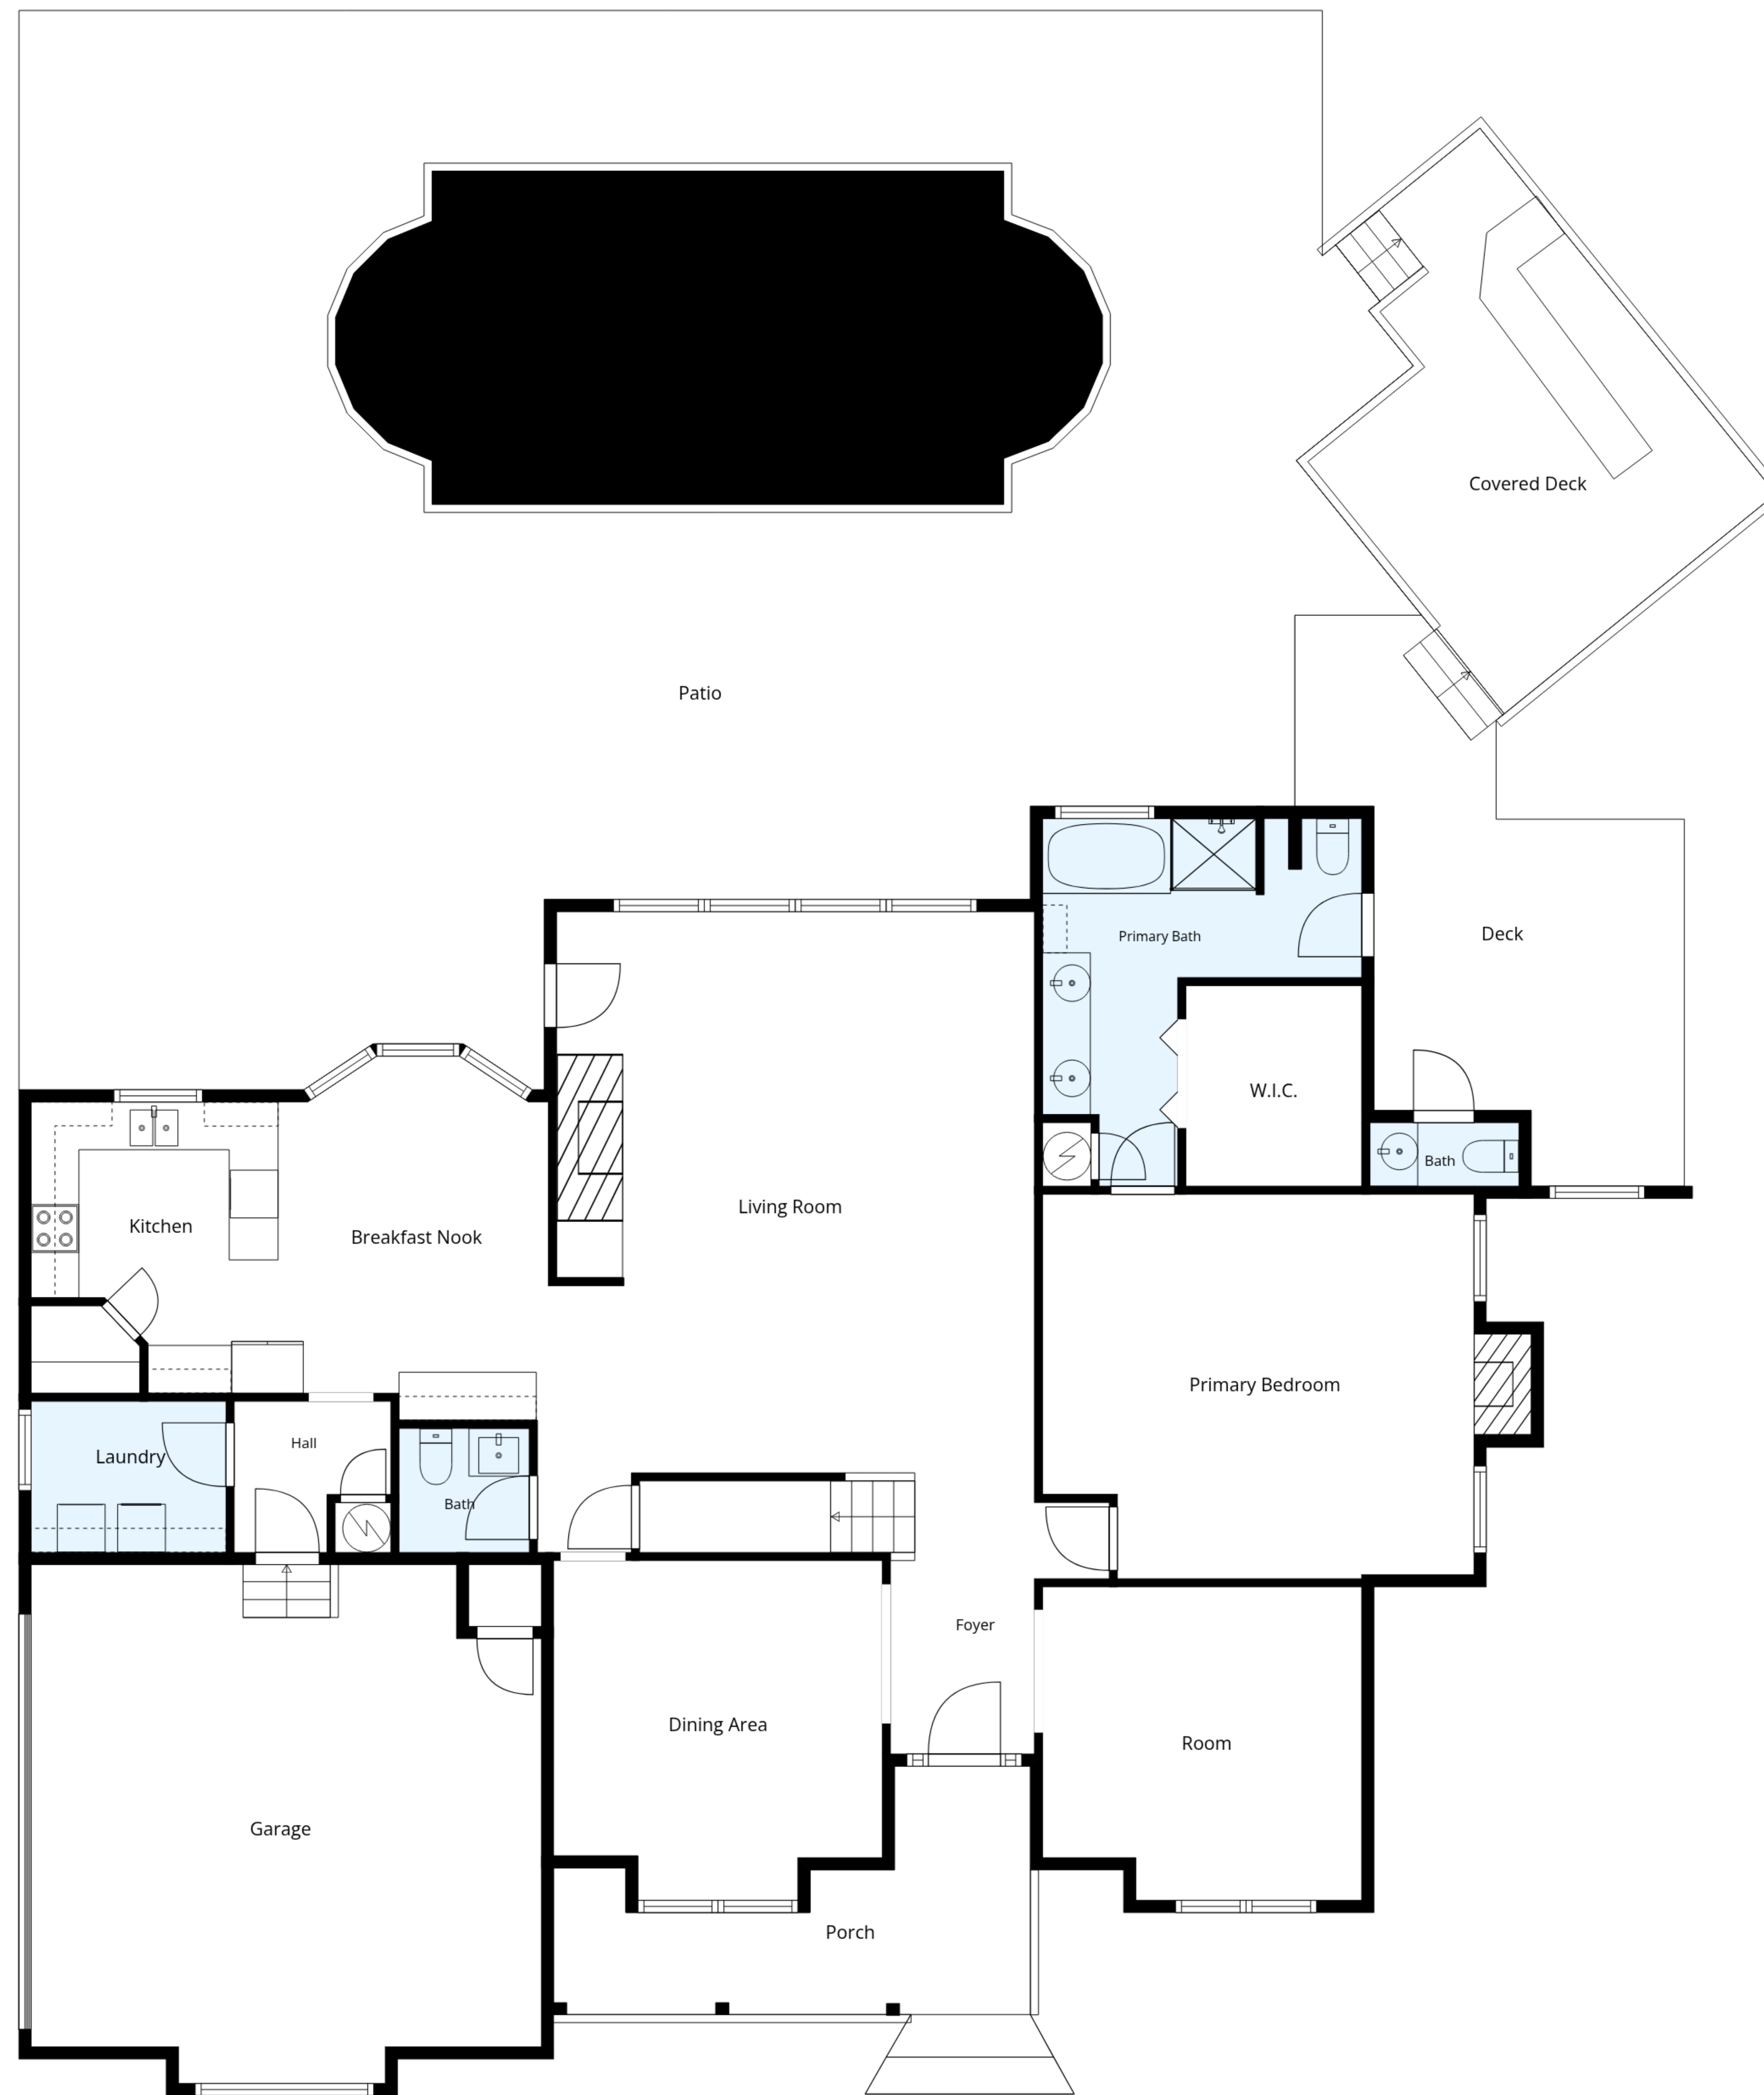 Covered Deck
Patio
Deck
Primary Bath
W.I.C.
Bath
Living Room
Kitchen
Breakfast Nook
Primary Bedroom
Hall
Laundry
Bath
Foyer
Dining Area
Room
Garage
Porch